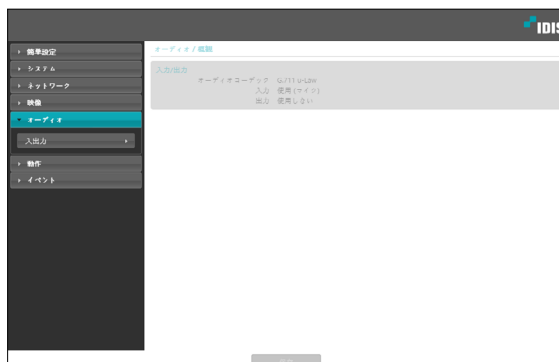 IDIS
簡単設定
システム
ネットワーク
映像
オーディオ
入出力
動作
イベント
オーディオ / 概観
入力/出力
オーディオコーデック G.711 u-Law
入力 使用 (マイク)
出力 使用しない